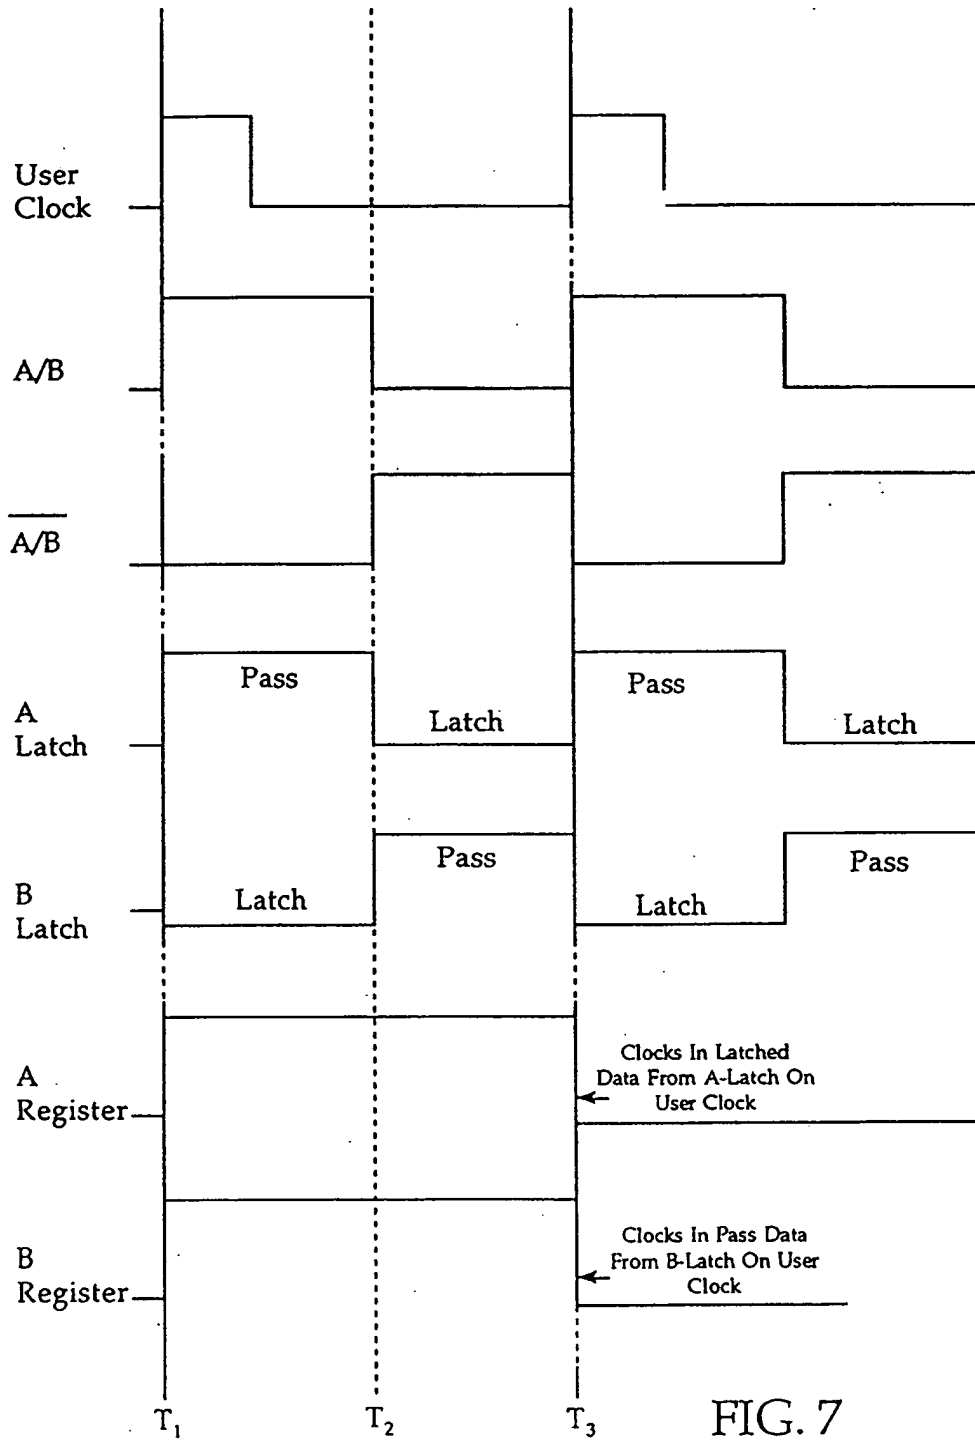 User
Clock
A/B
A/B
Pass
Pass
A
Latch
Latch
Latch
Pass
Pass
B
Latch
Latch
Latch
Clocks In Latched
Data From A-Latch On
User Clock
A
Register
Clocks In Pass Data
From B-Latch On User
Clock
B
Register
T1
T2
T3
FIG. 7